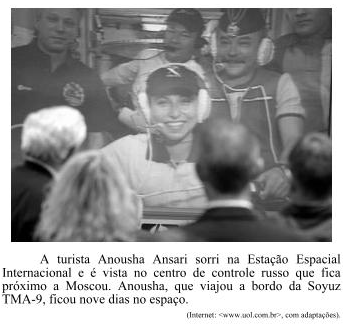 A turista Anousha Ansari sorri na Estação Espacial
Internacional e é vista no centro de controle russo que fica
próximo a Moscou. Anousha, que viajou a bordo da Soyuz
TMA-9, ficou nove dias no espaço.
(Internet: <www.uol.com.br>, com adaptações).